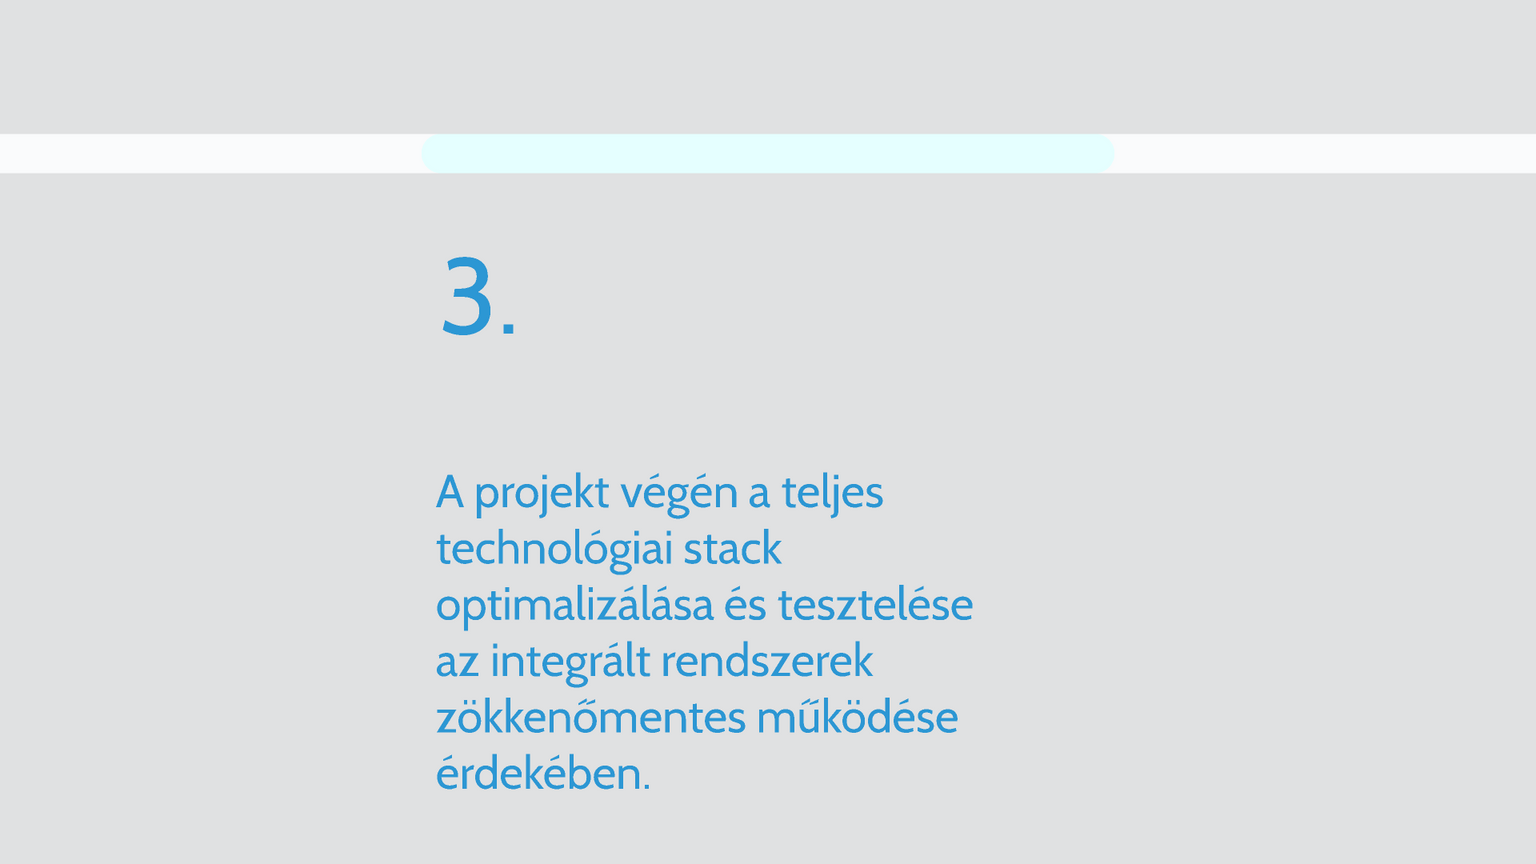 3.
A projekt végén a teljes
technológiai stack
optimalizálása és tesztelése
az integrált rendszerek
zökkenőmentes működése
érdekében.